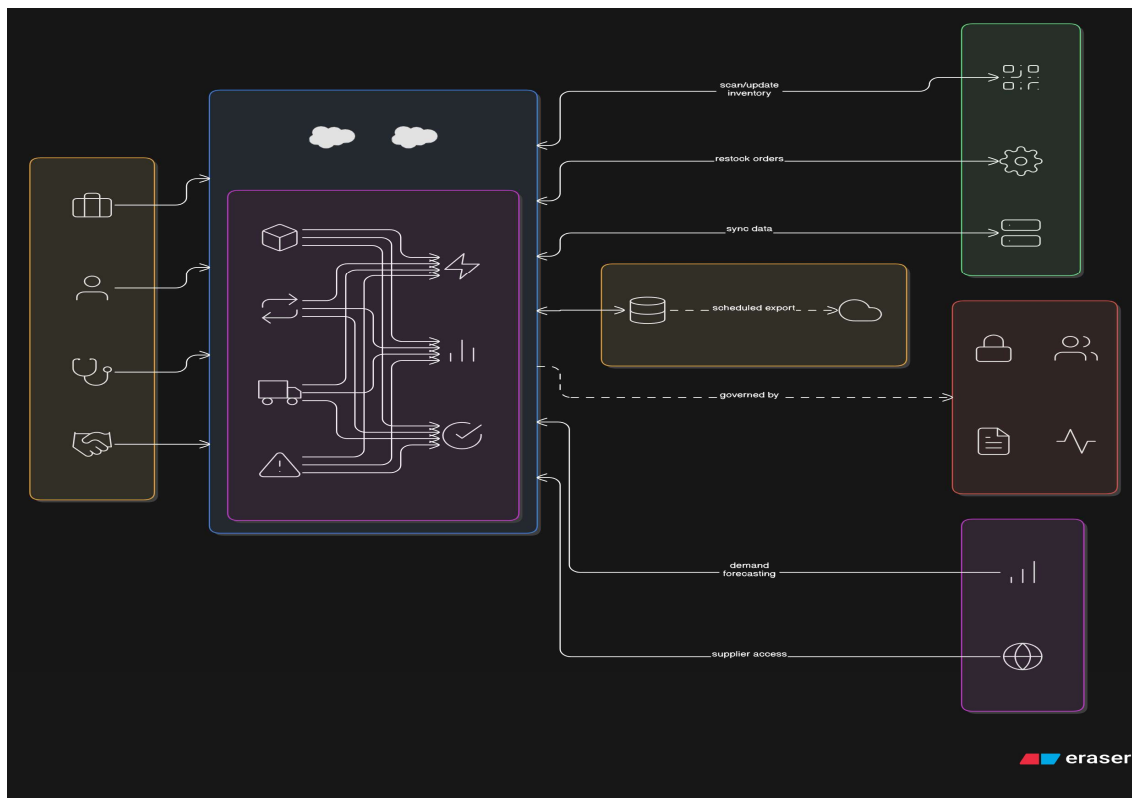 scan/update
inventory
restock orders
sync data
scheduled export
governed by
demand
forecasting
supplier access
eraser